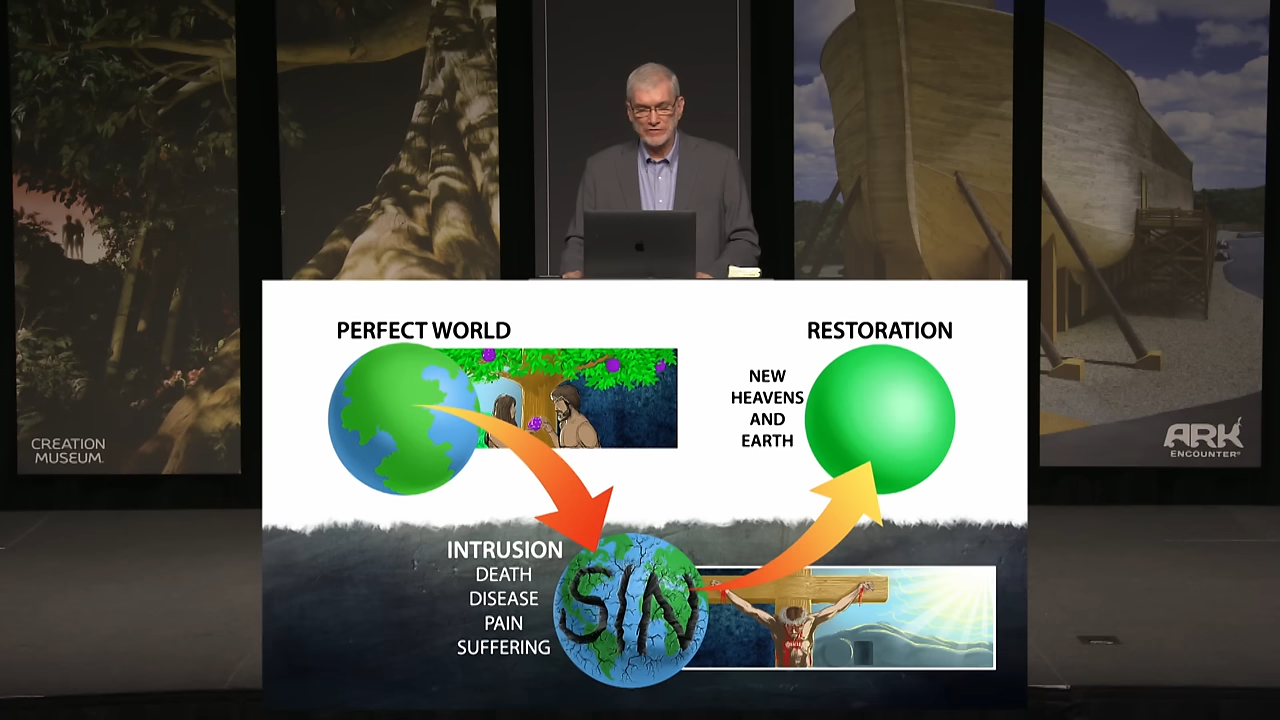 PERFECT WORLD
RESTORATION
NEW
HEAVENS
AND
EARTH
CREATION
MUSEUM
ARK
ENCOUNTER
INTRUSION
DEATH
DISEASE
PAIN
SUFFERING
SIN